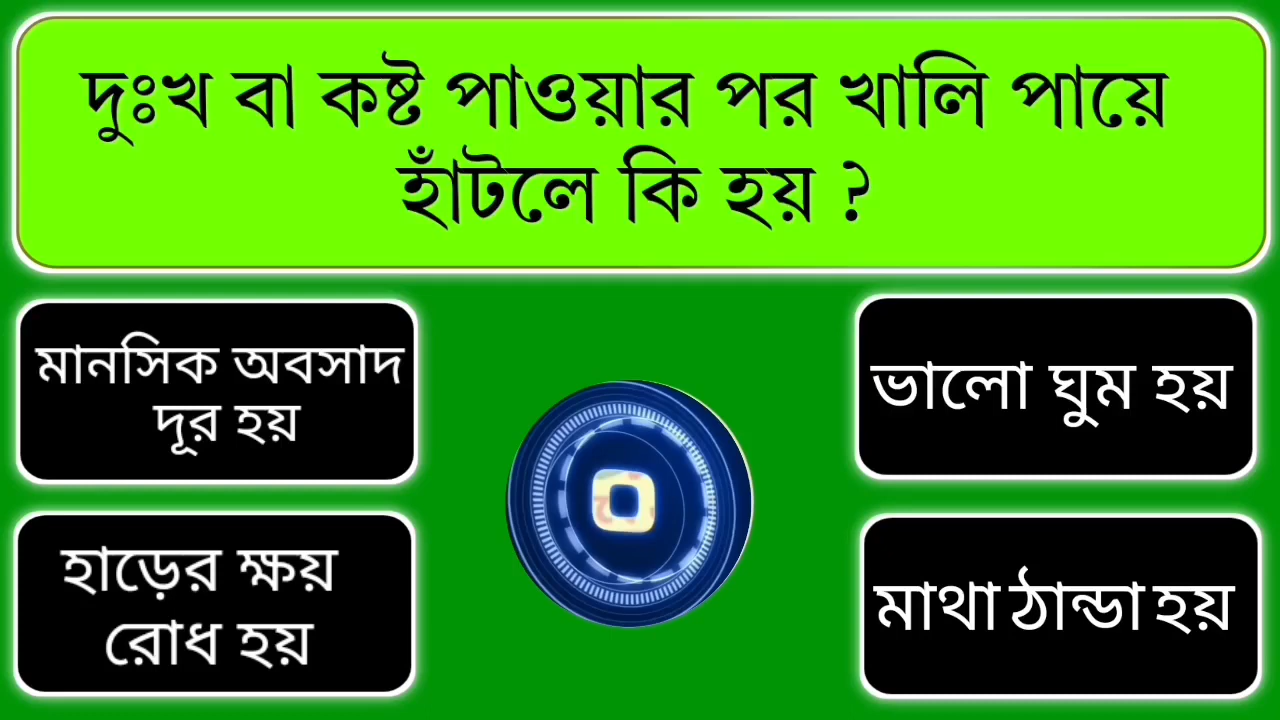 দুঃখ বা কষ্ট পাওয়ার পর খালি পায়ে
হাঁটলে কি হয় ?
মানসিক অবসাদ
দূর হয়
ভালো ঘুম হয়
হাড়ের ক্ষয়
রোধ হয়
মাথা ঠান্ডা হয়